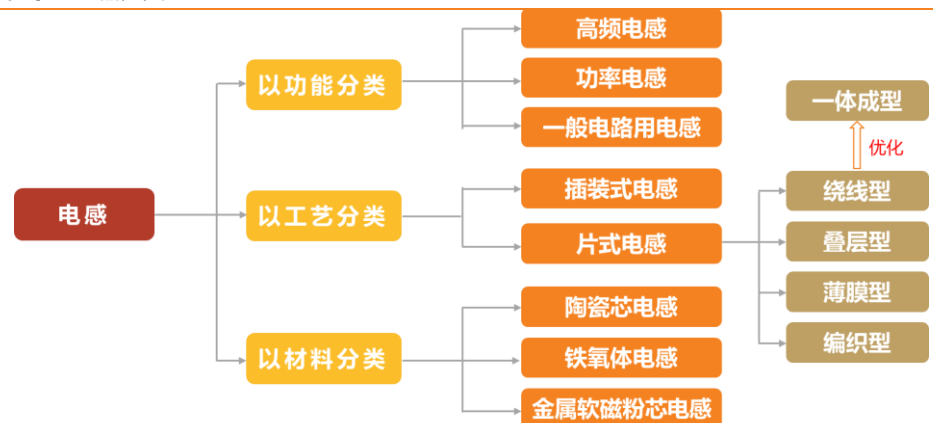 电感
以功能分类
高频电感
功率电感
一般电路用电感
以工艺分类
插装式电感
片式电感
一体成型
优化
绕线型
叠层型
薄膜型
编织型
以材料分类
陶瓷芯电感
铁氧体电感
金属软磁粉芯电感